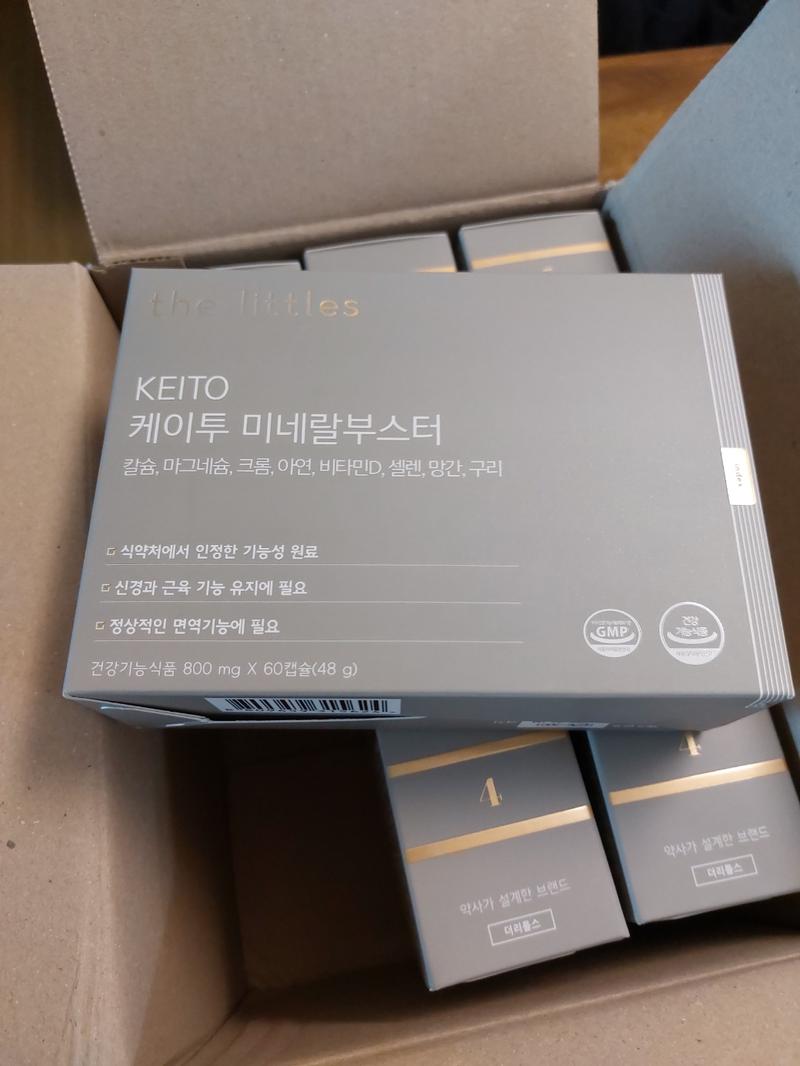 the littles
KEITO
케이투 미네랄부스터
칼슘, 마그네슘, 크롬, 아연, 비타민D, 셀렌, 망간, 구리
식약처에서 인정한 기능성 원료
신경과 근육 기능 유지에 필요
정상적인 면역기능에 필요
건강기능식품 800 mg X 60캡슐(48 g)
GMP
건강
기능식품
4
약사가 설계한 브랜드
더리틀스
4
약사가 설계한 브랜드
더리틀스